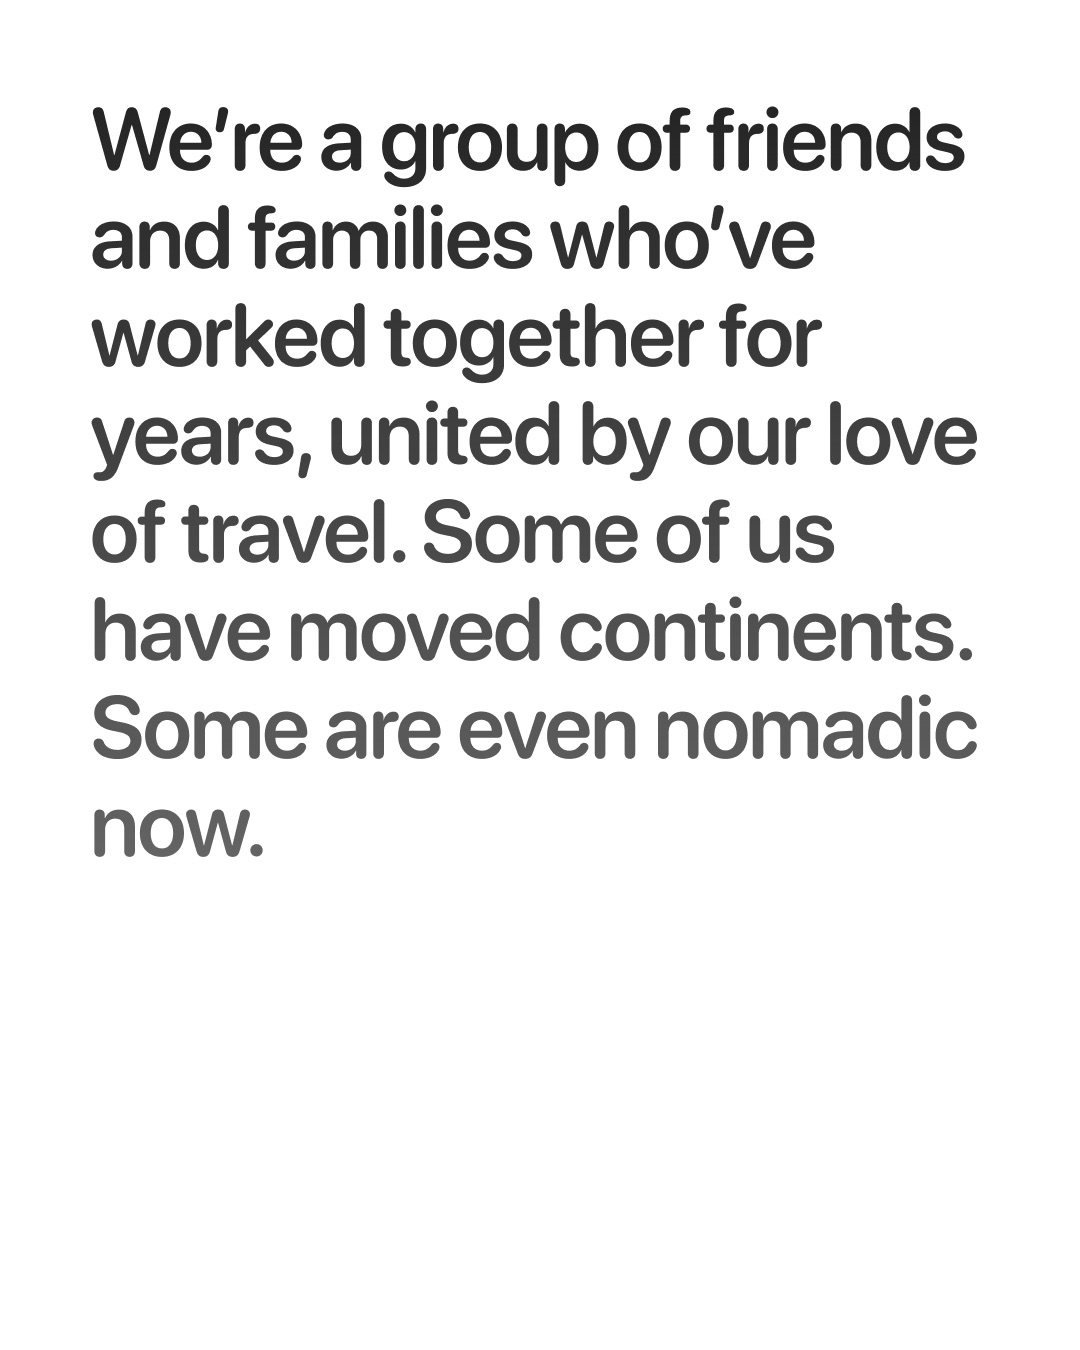 We’re a group of friends
and families who’ve
worked together for
years, united by our love
of travel. Some of us
have moved continents.
Some are even nomadic
now.